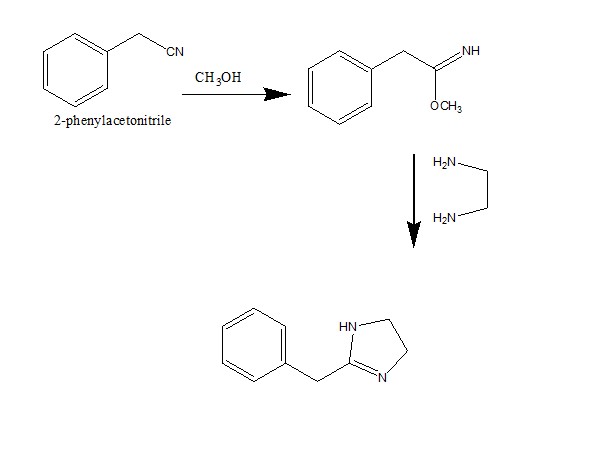 CN
CH3OH
NH
OCH3
2-phenylacetonitrile
H2N
H2N
HN
N